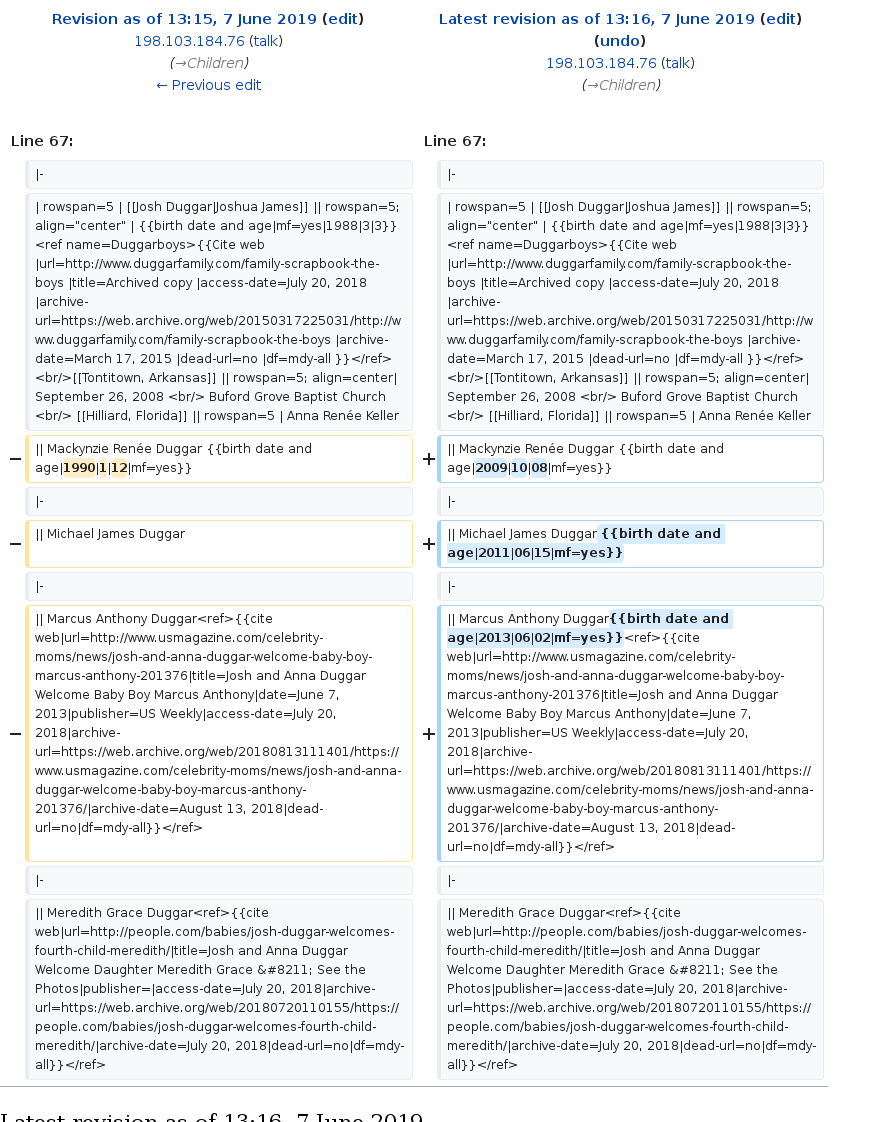 Revision as of 13:15, 7 June 2019 (edit)
198.103.184.76 (talk)
(→Children)
← Previous edit
Latest revision as of 13:16, 7 June 2019 (edit)
(undo)
198.103.184.76 (talk)
(→Children)
Line 67:
Line 67:
|-
|-
| rowspan=5 | [[Josh Duggar|Joshua James]] || rowspan=5;
align="center" | {{birth date and age|mf=yes|1988|3|3}}
<ref name=Duggarboys>{{Cite web
|url=http://www.duggarfamily.com/family-scrapbook-the-
boys |title=Archived copy |access-date=July 20, 2018
|archive-
url=https://web.archive.org/web/20150317225031/http://w
ww.duggarfamily.com/family-scrapbook-the-boys |archive-
date=March 17, 2015 |dead-url=no |df=mdy-all }}</ref>
<br/>[[Tontitown, Arkansas]] || rowspan=5; align=center|
September 26, 2008 <br/> Buford Grove Baptist Church
<br/> [[Hilliard, Florida]] || rowspan=5 | Anna Renée Keller
| rowspan=5 | [[Josh Duggar|Joshua James]] || rowspan=5;
align="center" | {{birth date and age|mf=yes|1988|3|3}}
<ref name=Duggarboys>{{Cite web
|url=http://www.duggarfamily.com/family-scrapbook-the-
boys |title=Archived copy |access-date=July 20, 2018
|archive-
url=https://web.archive.org/web/20150317225031/http://w
ww.duggarfamily.com/family-scrapbook-the-boys |archive-
date=March 17, 2015 |dead-url=no |df=mdy-all }}</ref>
<br/>[[Tontitown, Arkansas]] || rowspan=5; align=center|
September 26, 2008 <br/> Buford Grove Baptist Church
<br/> [[Hilliard, Florida]] || rowspan=5 | Anna Renée Keller
−
|| Mackynzie Renée Duggar {{birth date and
age|1990|1|12|mf=yes}}
+
|| Mackynzie Renée Duggar {{birth date and
age|2009|10|08|mf=yes}}
|-
|-
−
|| Michael James Duggar
+
|| Michael James Duggar {{birth date and
age|2011|06|15|mf=yes}}
|-
|-
−
|| Marcus Anthony Duggar<ref>{{cite
web|url=http://www.usmagazine.com/celebrity-
moms/news/josh-and-anna-duggar-welcome-baby-boy-
marcus-anthony-201376|title=Josh and Anna Duggar
Welcome Baby Boy Marcus Anthony|date=June 7,
2013|publisher=US Weekly|access-date=July 20,
2018|archive-
url=https://web.archive.org/web/20180813111401/https://
www.usmagazine.com/celebrity-moms/news/josh-and-anna-
duggar-welcome-baby-boy-marcus-anthony-
201376/|archive-date=August 13, 2018|dead-
url=no|df=mdy-all}}</ref>
+
|| Marcus Anthony Duggar{{birth date and
age|2013|06|02|mf=yes}}<ref>{{cite
web|url=http://www.usmagazine.com/celebrity-
moms/news/josh-and-anna-duggar-welcome-baby-boy-
marcus-anthony-201376|title=Josh and Anna Duggar
Welcome Baby Boy Marcus Anthony|date=June 7,
2013|publisher=US Weekly|access-date=July 20,
2018|archive-
url=https://web.archive.org/web/20180813111401/https://
www.usmagazine.com/celebrity-moms/news/josh-and-anna-
duggar-welcome-baby-boy-marcus-anthony-
201376/|archive-date=August 13, 2018|dead-
url=no|df=mdy-all}}</ref>
|-
|-
|| Meredith Grace Duggar<ref>{{cite
web|url=http://people.com/babies/josh-duggar-welcomes-
fourth-child-meredith/|title=Josh and Anna Duggar
Welcome Daughter Meredith Grace &#8211; See the
Photos|publisher=|access-date=July 20, 2018|archive-
url=https://web.archive.org/web/20180720110155/https://
people.com/babies/josh-duggar-welcomes-fourth-child-
meredith/|archive-date=July 20, 2018|dead-url=no|df=mdy-
all}}</ref>
|| Meredith Grace Duggar<ref>{{cite
web|url=http://people.com/babies/josh-duggar-welcomes-
fourth-child-meredith/|title=Josh and Anna Duggar
Welcome Daughter Meredith Grace &#8211; See the
Photos|publisher=|access-date=July 20, 2018|archive-
url=https://web.archive.org/web/20180720110155/https://
people.com/babies/josh-duggar-welcomes-fourth-child-
meredith/|archive-date=July 20, 2018|dead-url=no|df=mdy-
all}}</ref>
Latest revision as of 13:16, 7 June 2019